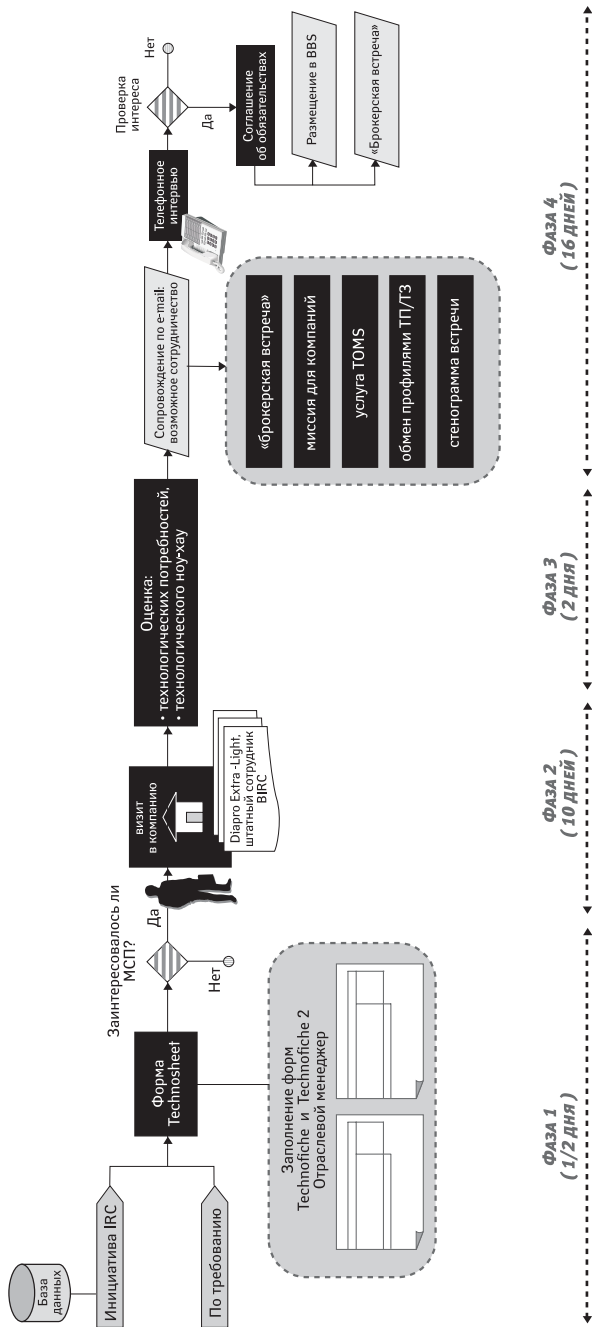 База
данных
Инициатива IRC
По требованию
Форма
Technosheet
Заполнение форм
Technofiche и Technofiche 2
Отраслевой менеджер
Заинтересовалось ли
МСП?
Да
Нет
визит
в компанию
Diapro Extra -Light,
штатный сотрудник
BIRC
Оценка:
• технологических потребностей,
• технологического ноу-хау
Сопровождение по e-mail:
возможное сотрудничество
«брокерская встреча»
миссия для компаний
услуга TOMS
обмен профилями ТП/ТЗ
стенограмма встречи
Телефонное
интервью
Проверка
интереса
Нет
Да
Соглашение
об обязательствах
Размещение в BBS
«Брокерская встреча»
ФАЗА 1
( 1/2 ДНЯ )
ФАЗА 2
( 10 ДНЕЙ )
ФАЗА 3
( 2 ДНЯ )
ФАЗА 4
( 16 ДНЕЙ )